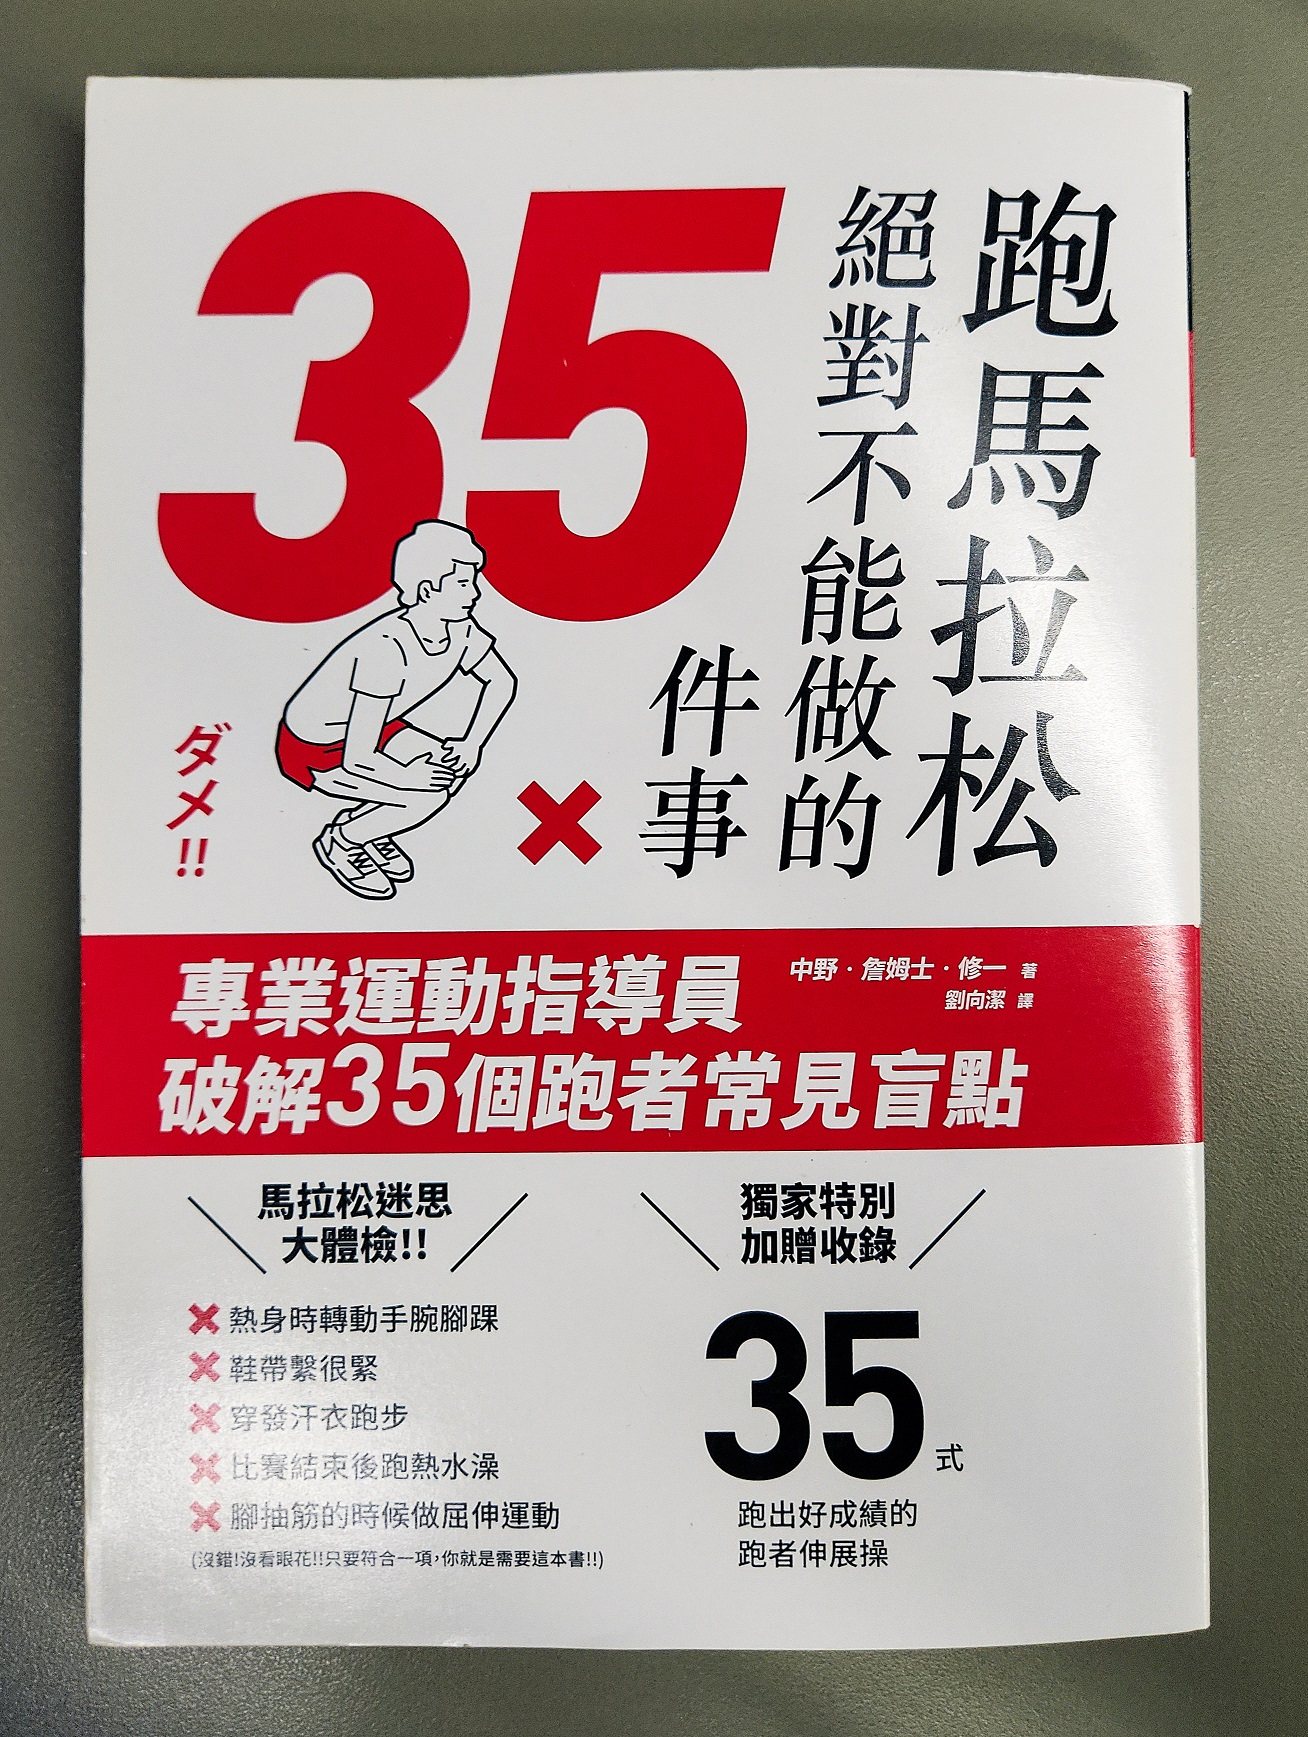 跑馬拉松
絕對不能做的
35
件事
ダメ!!
專業運動指導員
破解35個跑者常見盲點
中野·詹姆士·修一 著
劉向潔 譯
馬拉松迷思
大體檢!!
熱身時轉動手腕腳踝
鞋帶繫很緊
穿發汗衣跑步
比賽結束後跑熱水澡
腳抽筋的時候做屈伸運動
(沒錯!沒看眼花!!只要符合一項,你就是需要這本書!!)
獨家特別
加贈收錄
35式
跑出好成績的
跑者伸展操